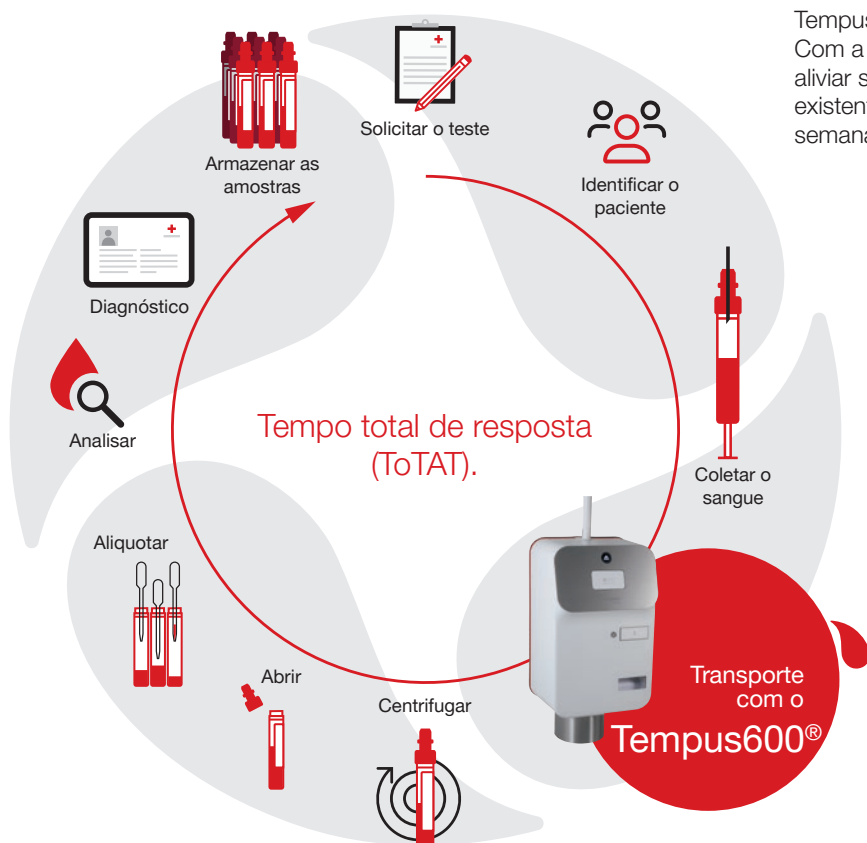 Tempus
Com a
aliviar s
existen
semana
Solicitar o teste
Identificar o
paciente
Coletar o
sangue
Transporte
com o
Tempus600®
Centrifugar
Abrir
Aliquotar
Analisar
Diagnóstico
Armazenar as
amostras
Tempo total de resposta
(ToTAT).